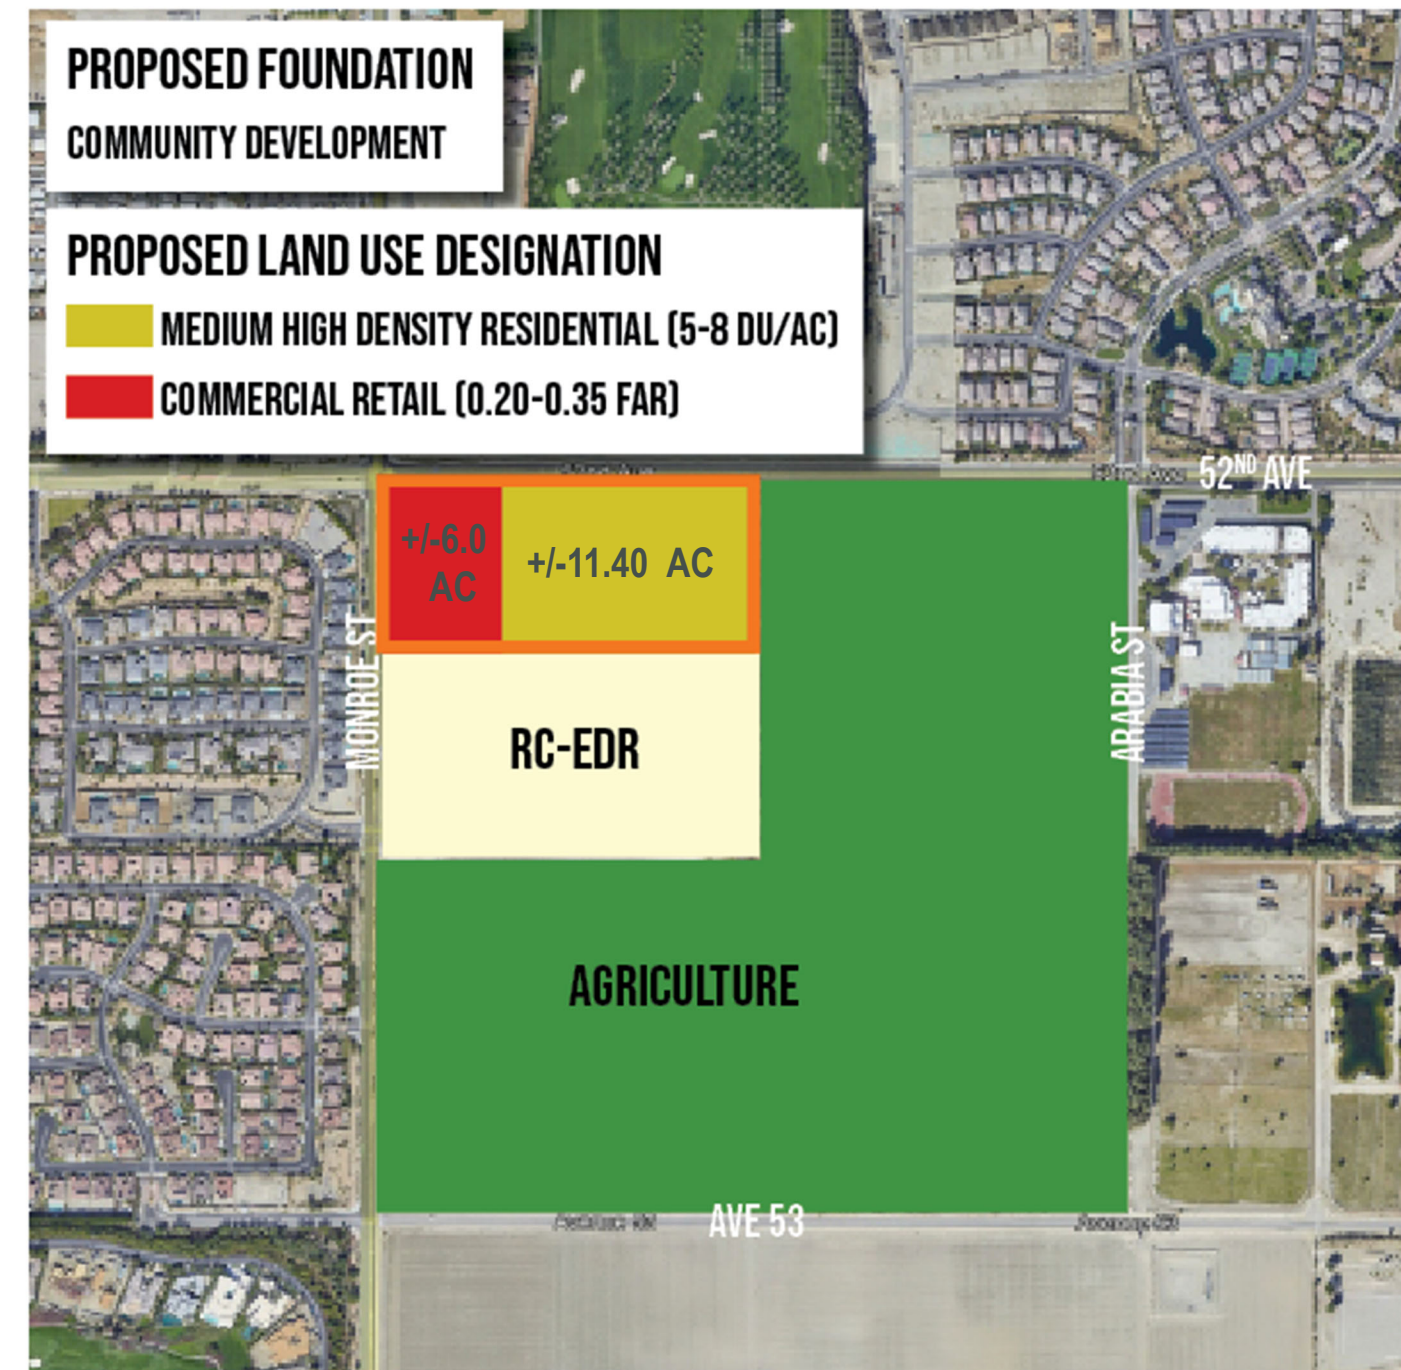 PROPOSED FOUNDATION
COMMUNITY DEVELOPMENT
PROPOSED LAND USE DESIGNATION
MEDIUM HIGH DENSITY RESIDENTIAL (5-8 DU/AC)
COMMERCIAL RETAIL (0.20-0.35 FAR)
52ND AVE
+/-6.0
AC
+/-11.40 AC
MONROE ST
ARABIA ST
RC-EDR
AGRICULTURE
AVE 53